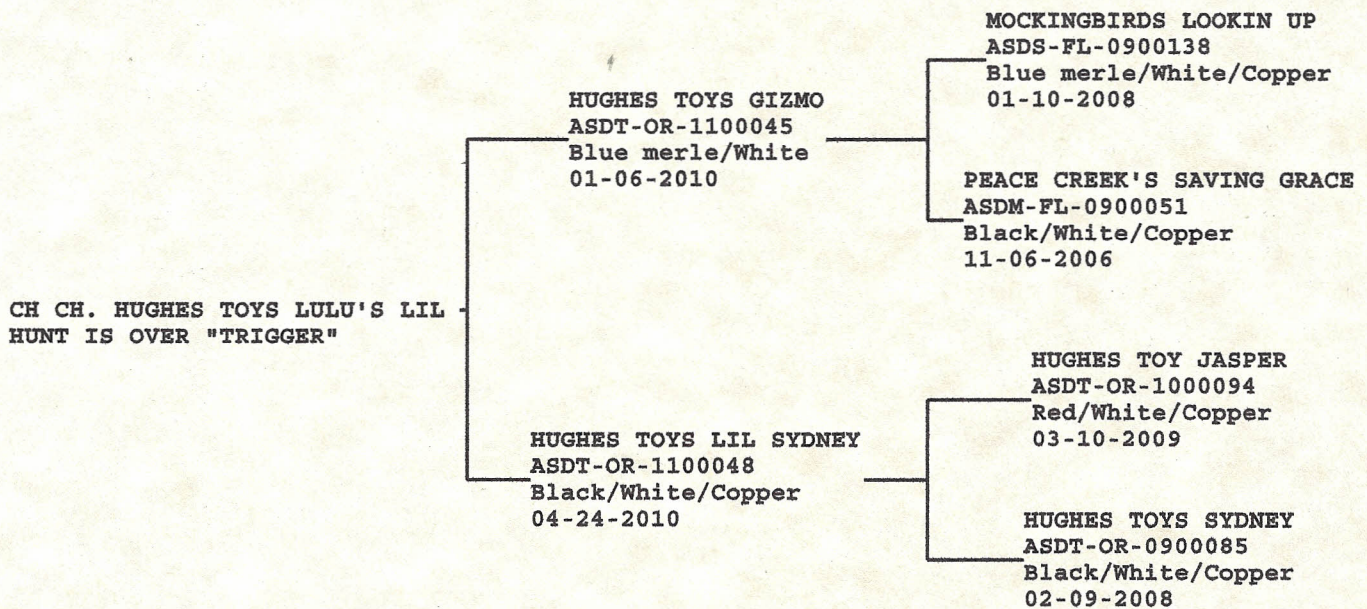 MOCKINGBIRDS LOOKIN UP
ASDS-FL-0900138
Blue merle/White/Copper
01-10-2008
HUGHES TOYS GIZMO
ASDT-OR-1100045
Blue merle/White
01-06-2010
PEACE CREEK'S SAVING GRACE
ASDM-FL-0900051
Black/White/Copper
11-06-2006
CH CH. HUGHES TOYS LULU'S LIL
HUNT IS OVER "TRIGGER"
HUGHES TOY JASPER
ASDT-OR-1000094
Red/White/Copper
03-10-2009
HUGHES TOYS LIL SYDNEY
ASDT-OR-1100048
Black/White/Copper
04-24-2010
HUGHES TOYS SYDNEY
ASDT-OR-0900085
Black/White/Copper
02-09-2008